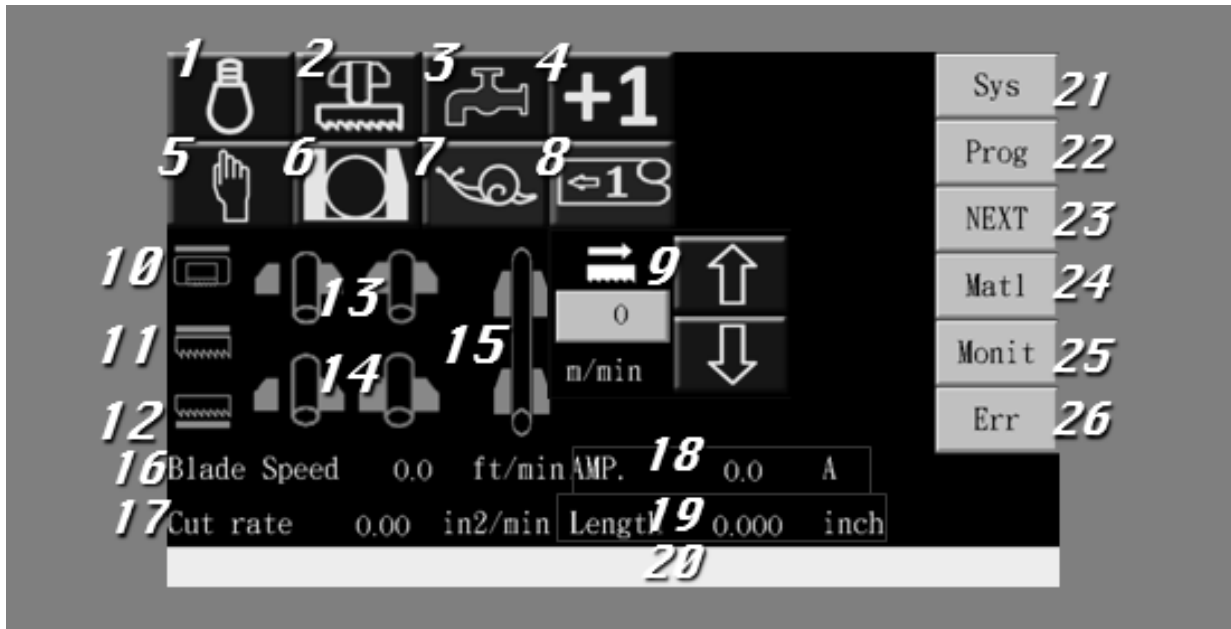 1 2 3 4 +1
5 6 7 8 1
Sys 21
Prog 22
NEXT 23
Matl 24
Monit 25
Err 26
10 13 9
11 14 15 0
12 m/min
16 Blade Speed 0.0 ft/min AMP. 18 0.0 A
17 Cut rate 0.00 in2/min Length 19 0.000 inch
20